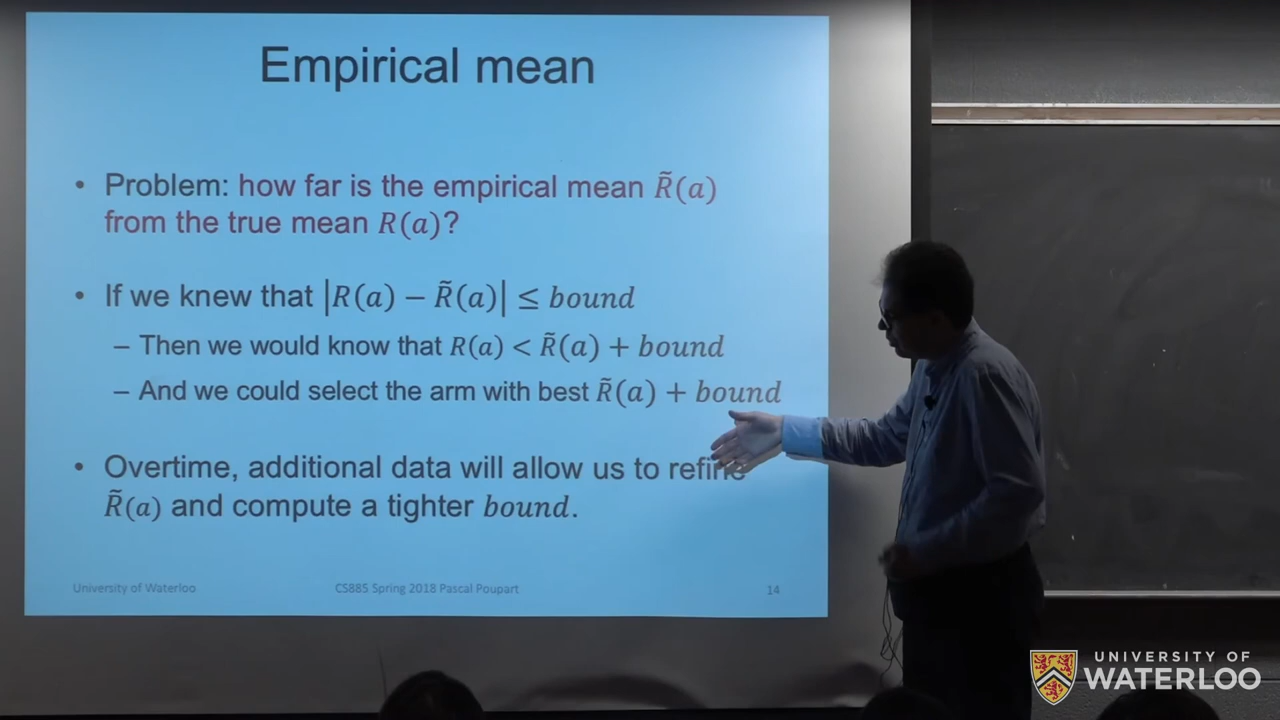 Empirical mean
• Problem: how far is the empirical mean R̃(a)
from the true mean R(a)?
• If we knew that |R(a) − R̃(a)| ≤ bound
– Then we would know that R(a) < R̃(a) + bound
– And we could select the arm with best R̃(a) + bound
• Overtime, additional data will allow us to refine
R̃(a) and compute a tighter bound.
University of Waterloo CS885 Spring 2018 Pascal Poupart 14
UNIVERSITY OF
WATERLOO